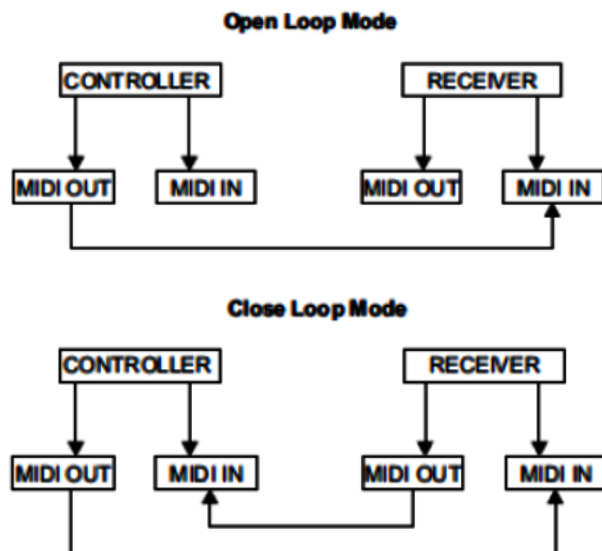 Open Loop Mode
CONTROLLER RECEIVER
MIDI OUT MIDI IN MIDI OUT MIDI IN
Close Loop Mode
CONTROLLER RECEIVER
MIDI OUT MIDI IN MIDI OUT MIDI IN